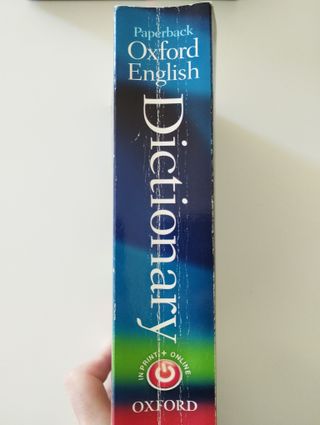 Paperback
Oxford
English
Dictionary
IN PRINT + ONLINE
OXFORD